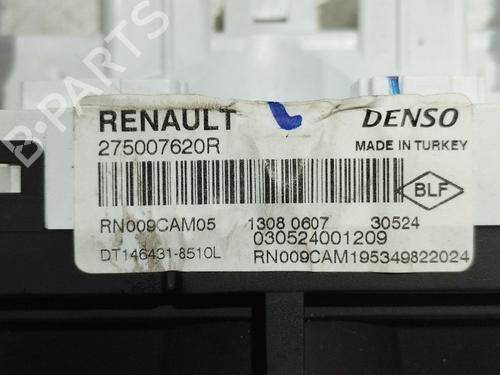 B-PARTS
RENAULT DENSO
275007620R MADE IN TURKEY
BLF
RN009CAM05 1308 0607 30524
030524001209
DT146431-8510L RN009CAM195349822024